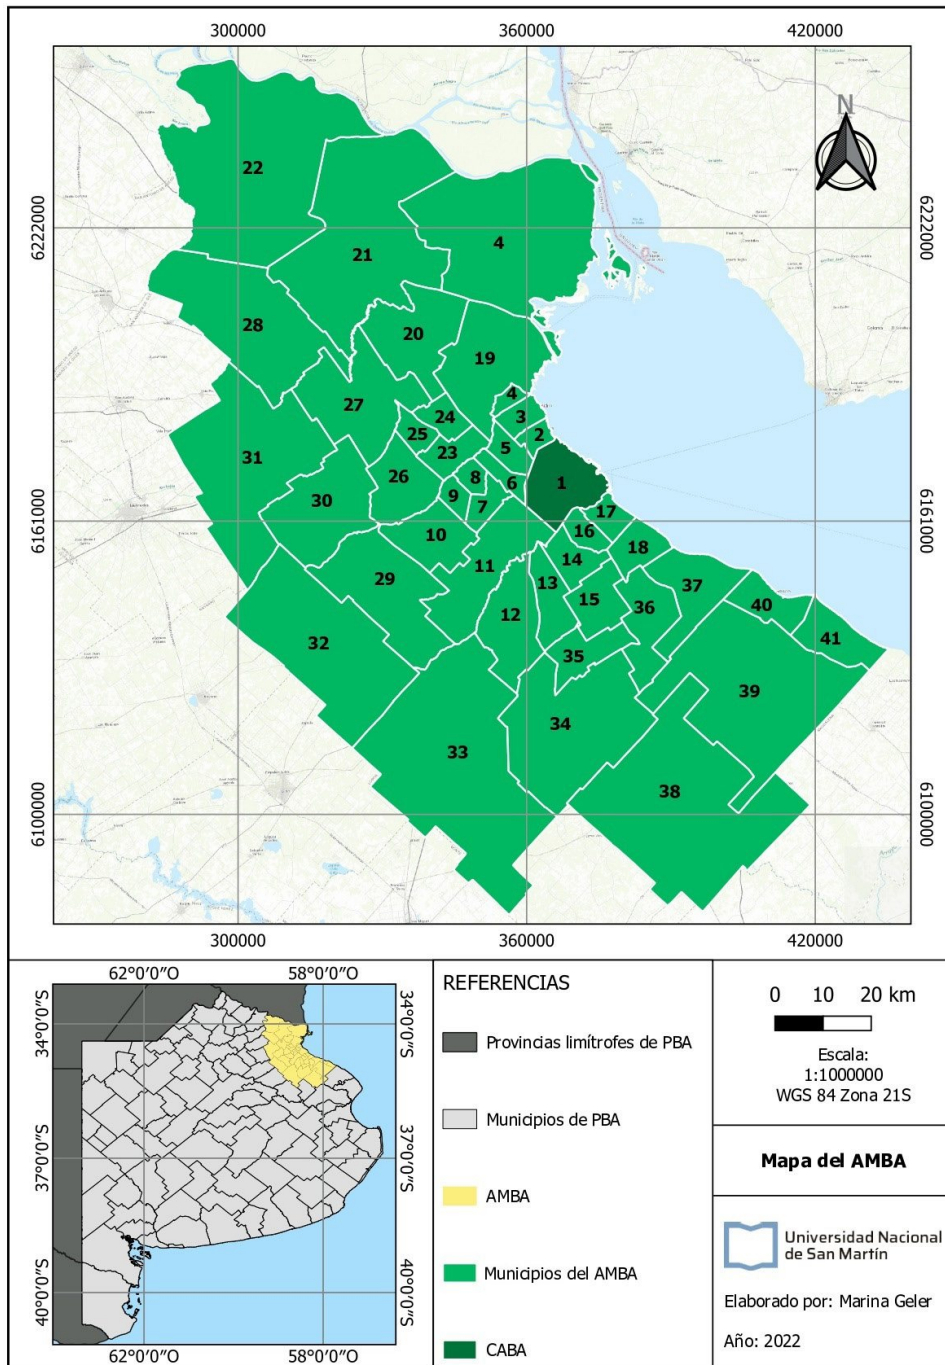 300000 360000 420000
N
22
6222000 6222000
4
21
28
20
19
4
27
3
24
2
25
5
23
31
26
8
6
1
30
9
7
17
6161000 6161000
16
10
18
14
11
29
13
37
15
12
36
40
32
41
35
39
34
33
38
6100000 6100000
300000 360000 420000
62°0'0"O 58°0'0"O
34°0'0"S 34°0'0"S
37°0'0"S 37°0'0"S
40°0'0"S 40°0'0"S
62°0'0"O 58°0'0"O
REFERENCIAS
Provincias limítrofes de PBA
Municipios de PBA
AMBA
Municipios del AMBA
CABA
0 10 20 km
Escala:
1:1000000
WGS 84 Zona 21S
Mapa del AMBA
Universidad Nacional
de San Martín
Elaborado por: Marina Geler
Año: 2022